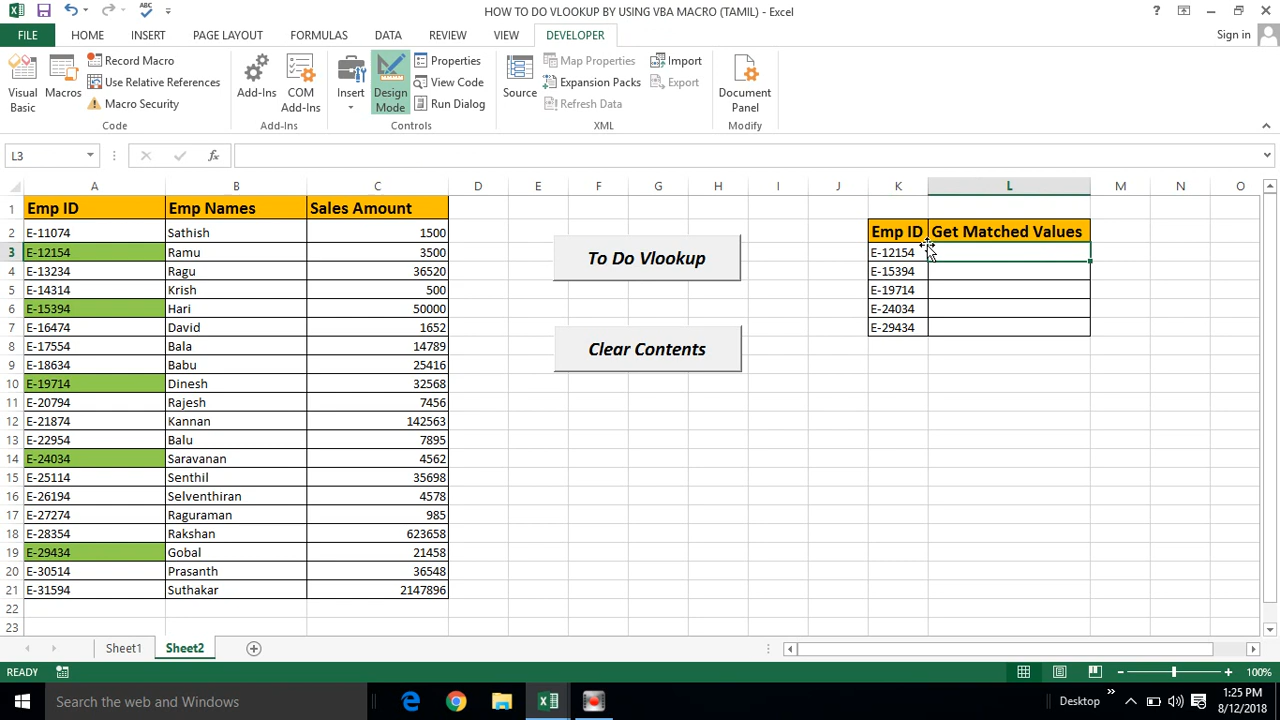 HOW TO DO VLOOKUP BY USING VBA MACRO (TAMIL) - Excel
FILE HOME INSERT PAGE LAYOUT FORMULAS DATA REVIEW VIEW DEVELOPER Sign in
Visual Basic
Macros
Record Macro
Use Relative References
Macro Security
Code
Add-Ins
COM Add-Ins
Add-Ins
Insert
Design Mode
Properties
View Code
Run Dialog
Controls
Source
Map Properties
Expansion Packs
Refresh Data
Import
Export
XML
Document Panel
Modify
L3 fx
A B C D E F G H I J K L M N O
1 Emp ID Emp Names Sales Amount
2 E-11074 Sathish 1500 Emp ID Get Matched Values
3 E-12154 Ramu 3500 E-12154
To Do Vlookup
4 E-13234 Ragu 36520 E-15394
5 E-14314 Krish 500 E-19714
6 E-15394 Hari 50000 E-24034
7 E-16474 David 1652 E-29434
Clear Contents
8 E-17554 Bala 14789
9 E-18634 Babu 25416
10 E-19714 Dinesh 32568
11 E-20794 Rajesh 7456
12 E-21874 Kannan 142563
13 E-22954 Balu 7895
14 E-24034 Saravanan 4562
15 E-25114 Senthil 35698
16 E-26194 Selventhiran 4578
17 E-27274 Raguraman 985
18 E-28354 Rakshan 623658
19 E-29434 Gobal 21458
20 E-30514 Prasanth 36548
21 E-31594 Suthakar 2147896
22
23
Sheet1 Sheet2
READY 100%
Search the web and Windows Desktop 1:25 PM
8/12/2018